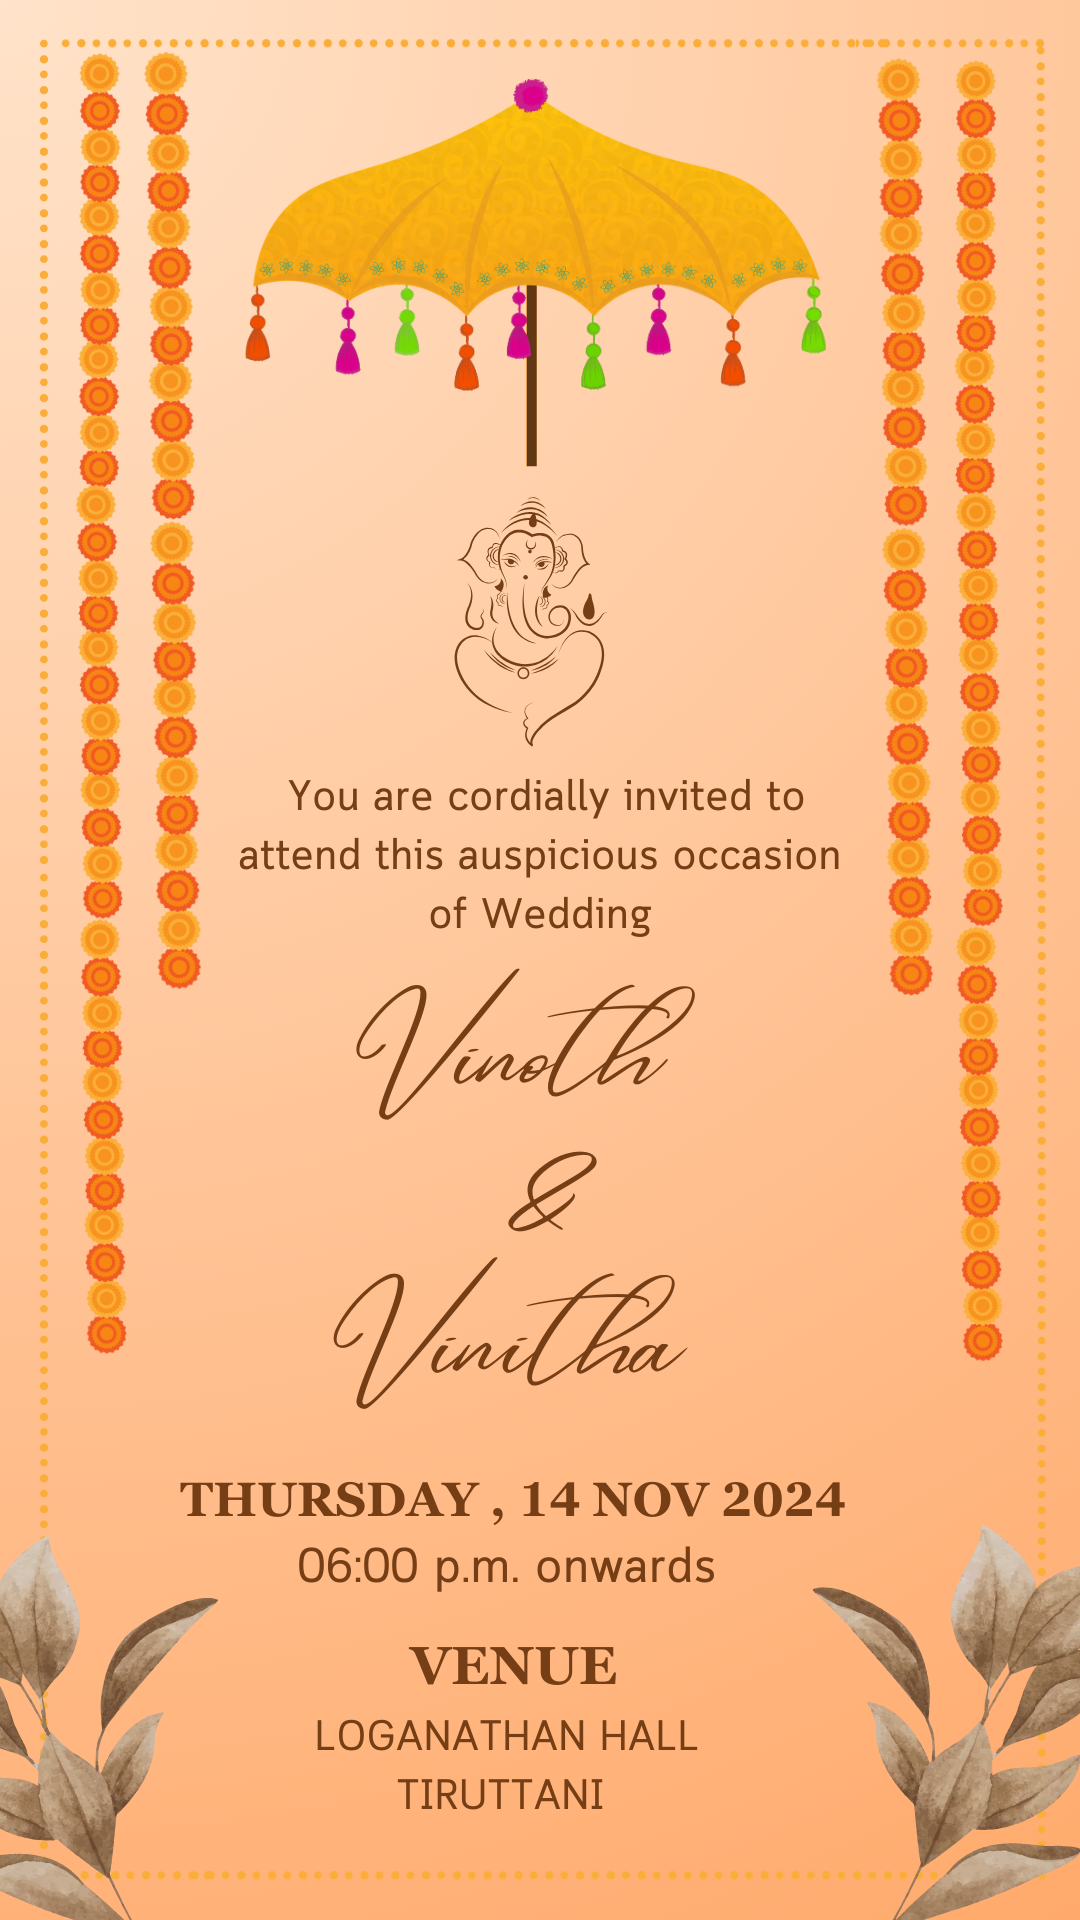 You are cordially invited to
attend this auspicious occasion
of Wedding
Vinoth
&
Vinitha
THURSDAY , 14 NOV 2024
06:00 p.m. onwards
VENUE
LOGANATHAN HALL
TIRUTTANI